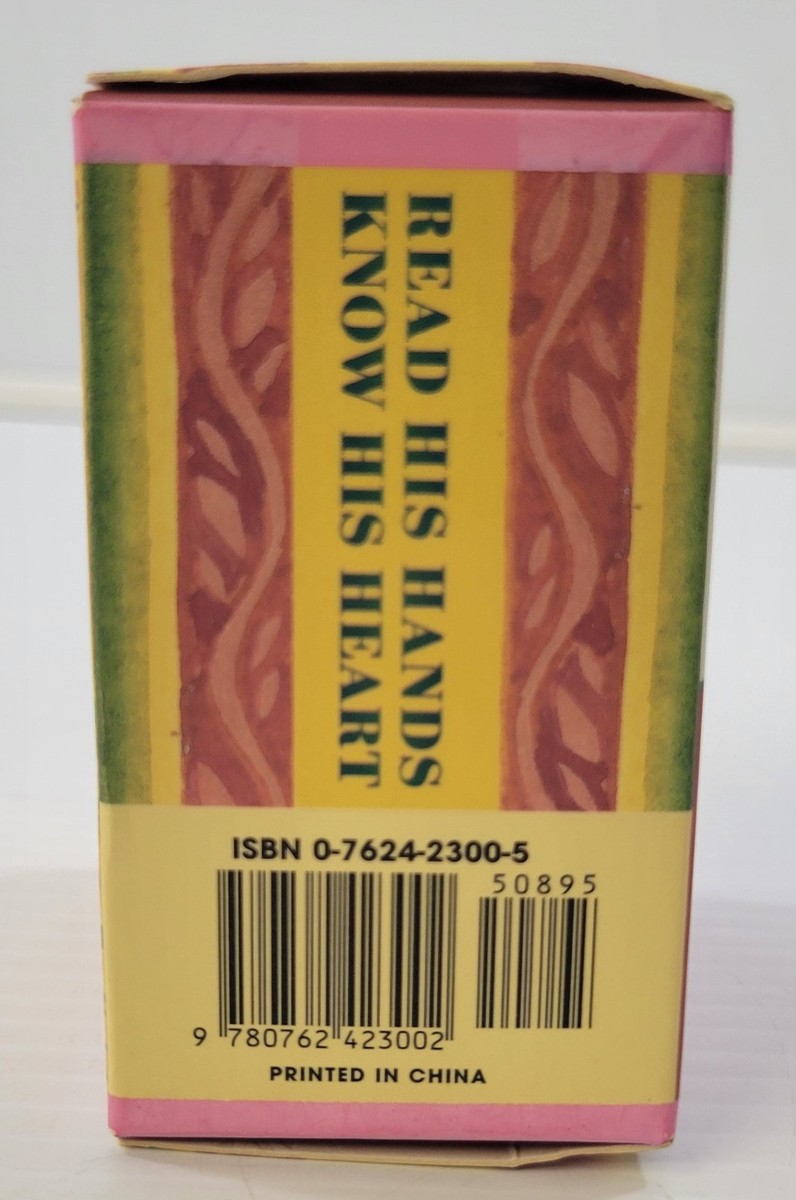 READ HIS HANDS
KNOW HIS HEART
ISBN 0-7624-2300-5
50895
9 780762 423002
PRINTED IN CHINA